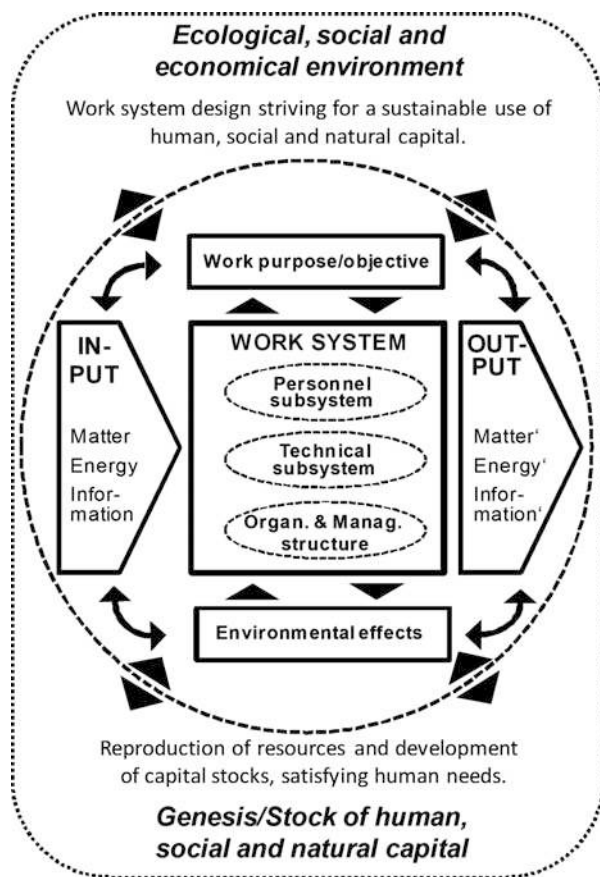 Ecological, social and
economical environment
Work system design striving for a sustainable use of
human, social and natural capital.
Work purpose/objective
IN-
PUT
Matter
Energy
Infor-
mation
WORK SYSTEM
Personnel
subsystem
Technical
subsystem
Organ. & Manag.
structure
OUT-
PUT
Matter‘
Energy‘
Infor-
mation‘
Environmental effects
Reproduction of resources and development
of capital stocks, satisfying human needs.
Genesis/Stock of human,
social and natural capital